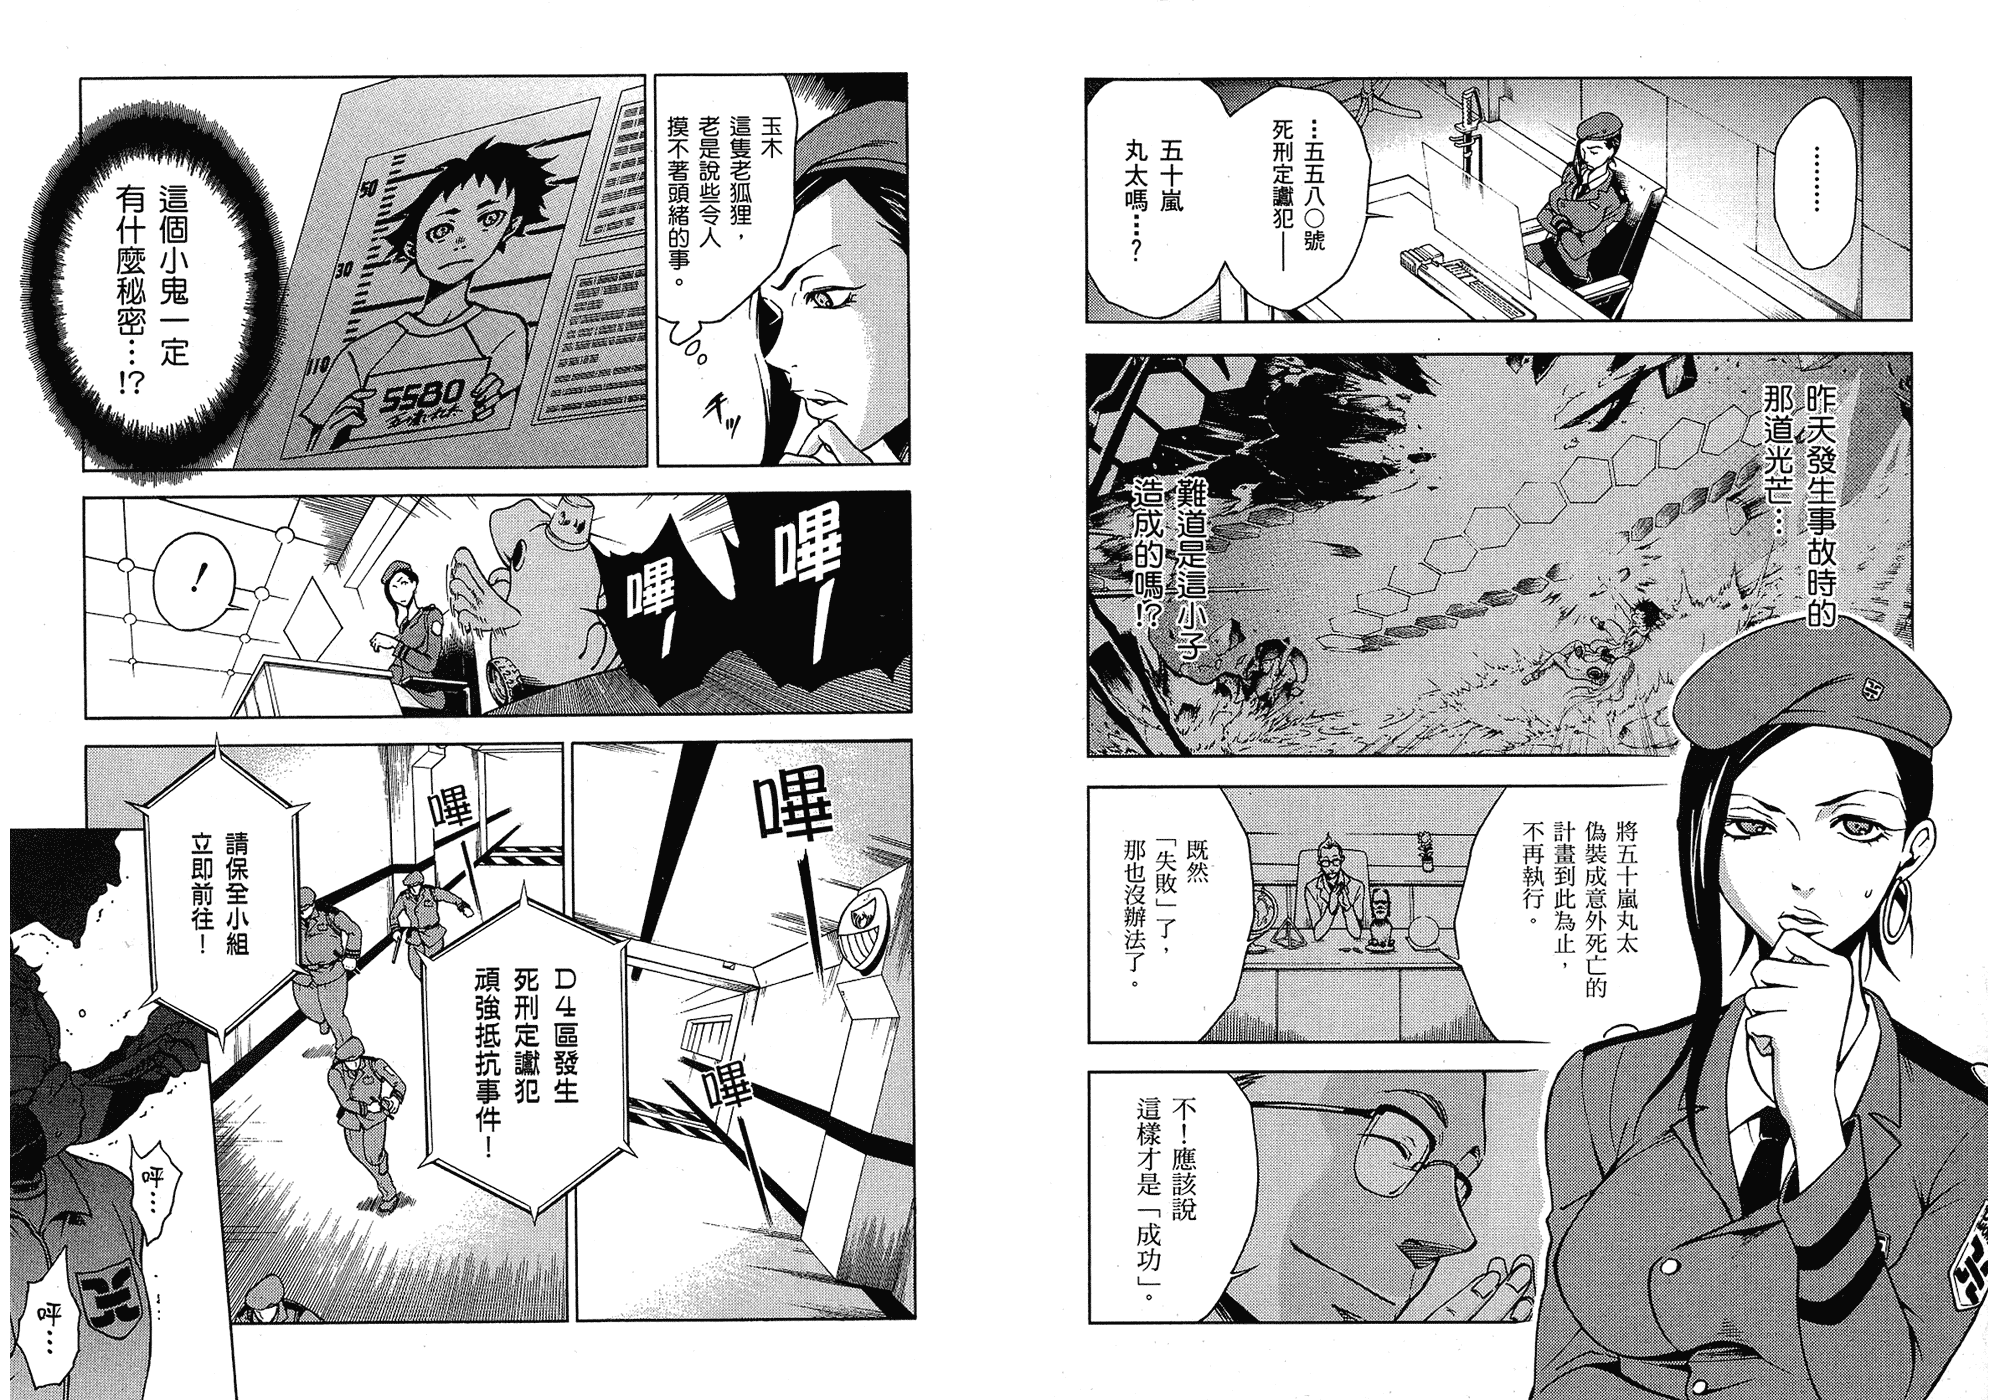 ………
…五五八〇號
死刑定讞犯——
五十嵐
丸太嗎…？
昨天發生事故時的
那道光芒…
難道是這小子
造成的嗎!?
將五十嵐丸太
偽裝成意外死亡的
計畫到此為止，
不再執行。
既然
「失敗」了，
那也沒辦法了。
不！應該說
這樣才是「成功」。
玉木
這隻老狐狸，
老是說些令人
摸不著頭緒的事。
チッ
50
30
110
5580
這個小鬼一定
有什麼秘密…!?
嗶！
嗶！
！
嗶
嗶
嗶
D4區發生
死刑定讞犯
頑強抵抗事件！
請保全小組
立即前往！
呼…
呼…